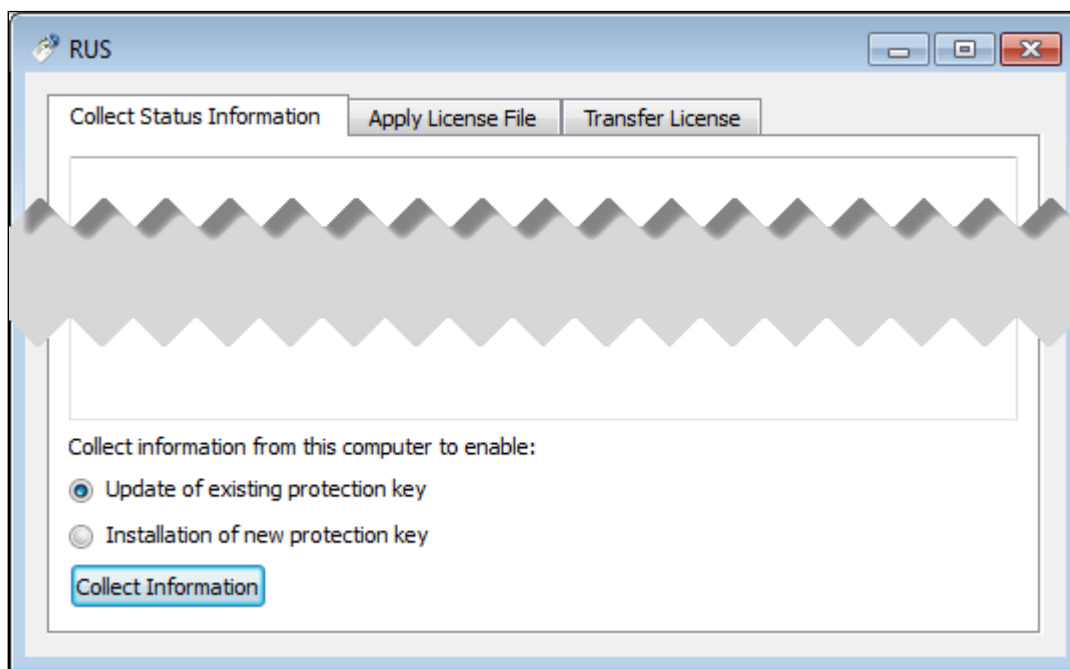 RUS
Collect Status Information
Apply License File
Transfer License
Collect information from this computer to enable:
Update of existing protection key
Installation of new protection key
Collect Information